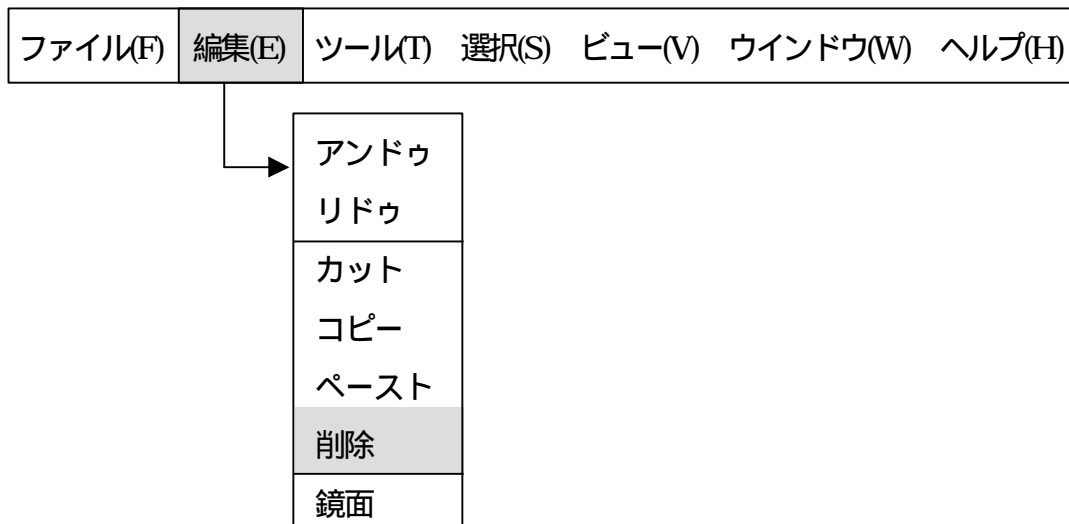 ファイル(F) 編集(E) ツール(T) 選択(S) ビュー(V) ウインドウ(W) ヘルプ(H)
アンドゥ
リドゥ
カット
コピー
ペースト
削除
鏡面